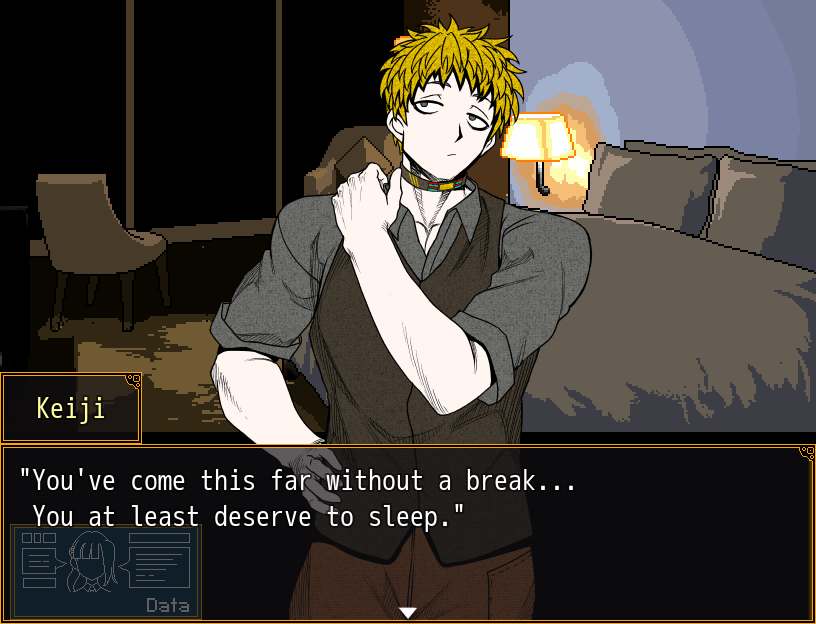 Keiji
"You've come this far without a break...
You at least deserve to sleep."
Data